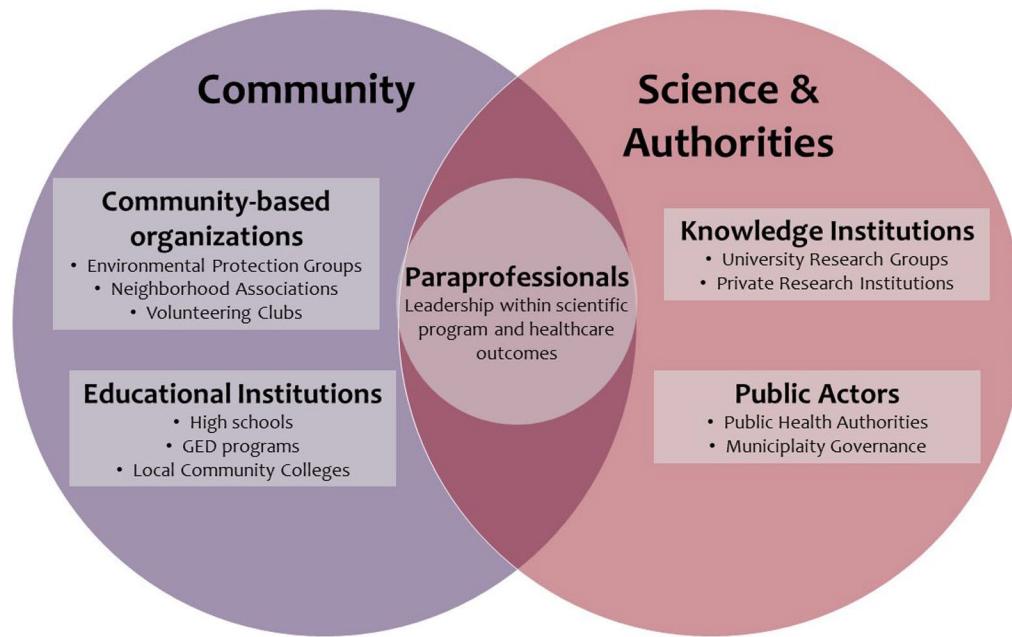 Community
Community-based
organizations
• Environmental Protection Groups
• Neighborhood Associations
• Volunteering Clubs
Educational Institutions
• High schools
• GED programs
• Local Community Colleges
Paraprofessionals
Leadership within scientific
program and healthcare
outcomes
Science &
Authorities
Knowledge Institutions
• University Research Groups
• Private Research Institutions
Public Actors
• Public Health Authorities
• Municiplaity Governance